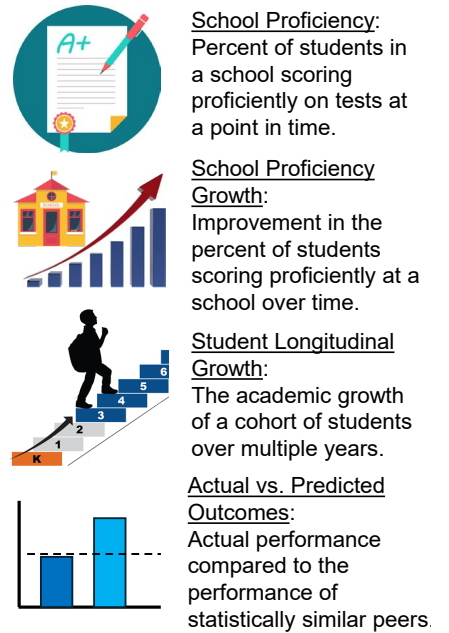 A+
School Proficiency:
Percent of students in
a school scoring
proficiently on tests at
a point in time.
SCHOOL
School Proficiency
Growth:
Improvement in the
percent of students
scoring proficiently at a
school over time.
Student Longitudinal
Growth:
The academic growth
of a cohort of students
over multiple years.
6
5
4
3
2
1
K
Actual vs. Predicted
Outcomes:
Actual performance
compared to the
performance of
statistically similar peers.